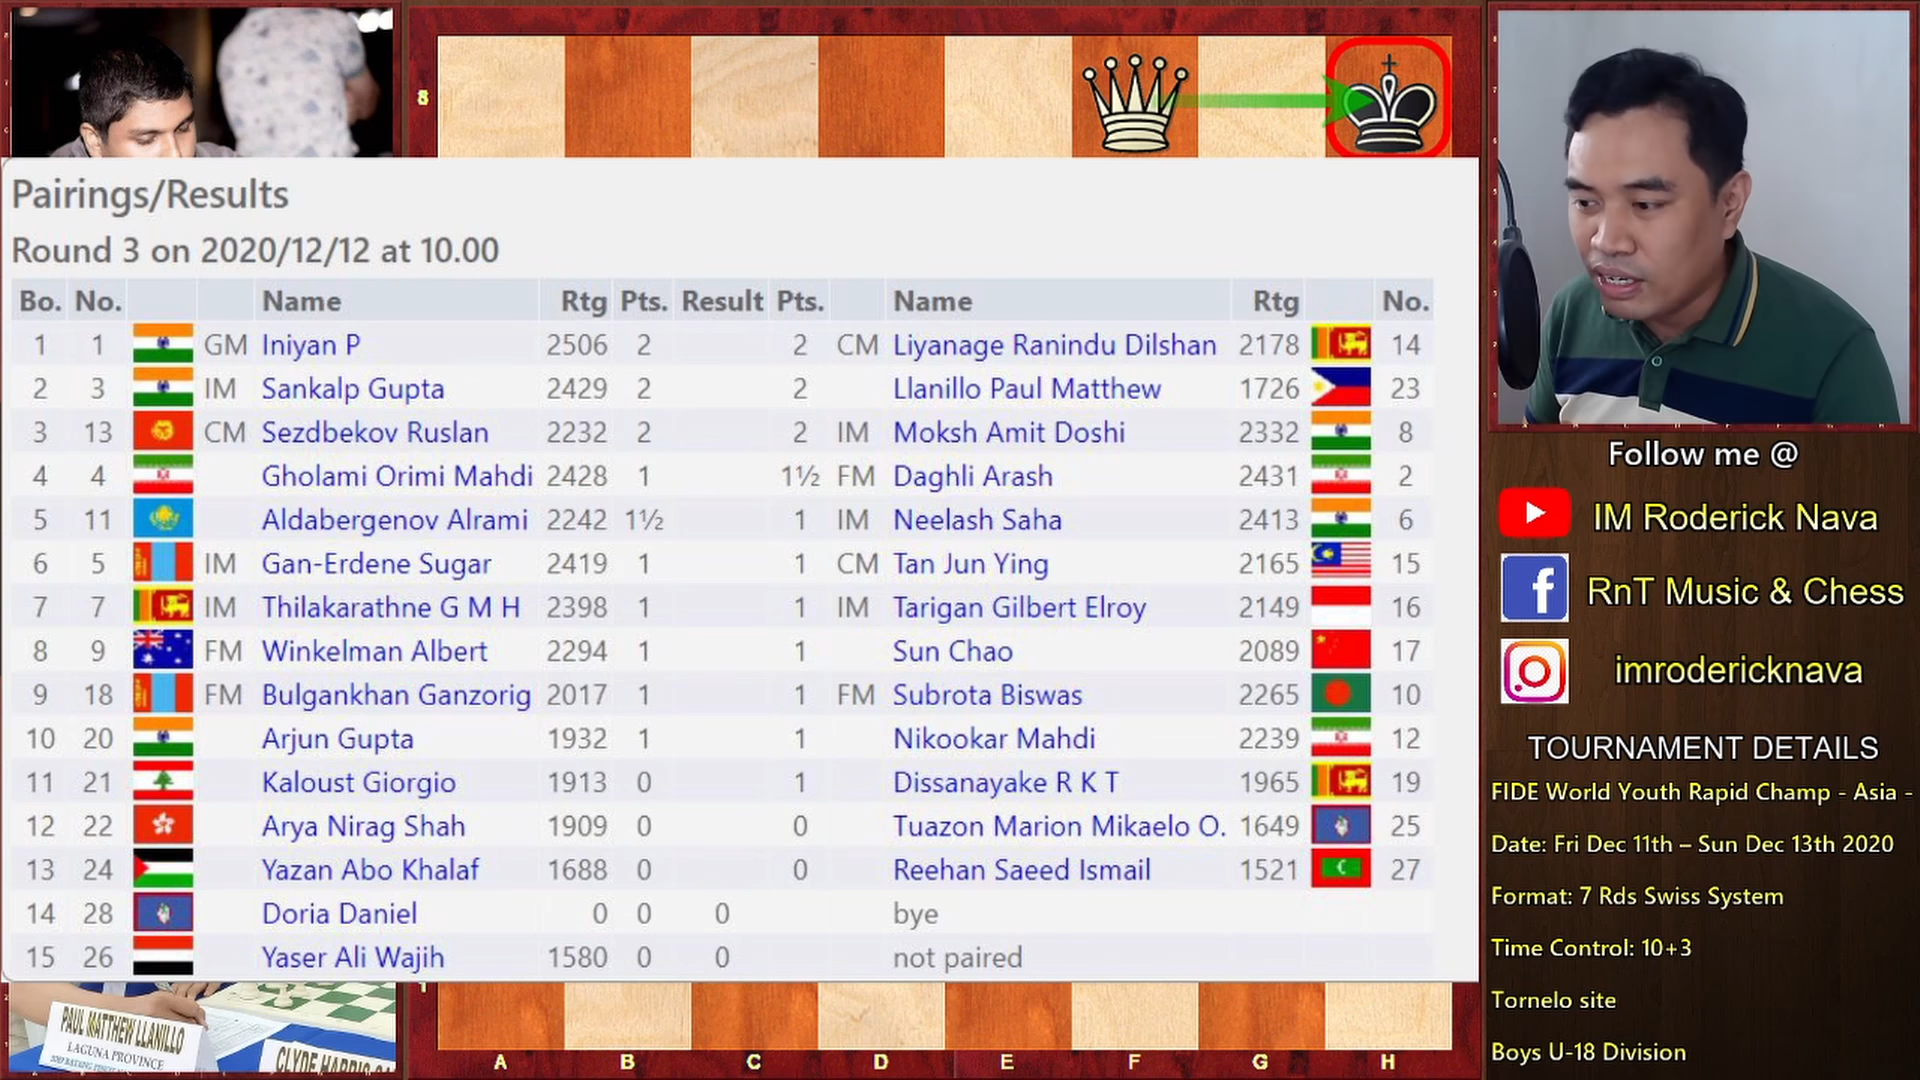 8
Pairings/Results
Round 3 on 2020/12/12 at 10.00
Bo. No. Name Rtg Pts. Result Pts. Name Rtg No.
1 1 GM Iniyan P 2506 2 2 CM Liyanage Ranindu Dilshan 2178 14
2 3 IM Sankalp Gupta 2429 2 2 Llanillo Paul Matthew 1726 23
3 13 CM Sezdbekov Ruslan 2232 2 2 IM Moksh Amit Doshi 2332 8
4 4 Gholami Orimi Mahdi 2428 1 1½ FM Daghli Arash 2431 2
5 11 Aldabergenov Alrami 2242 1½ 1 IM Neelash Saha 2413 6
6 5 IM Gan-Erdene Sugar 2419 1 1 CM Tan Jun Ying 2165 15
7 7 IM Thilakarathne G M H 2398 1 1 IM Tarigan Gilbert Elroy 2149 16
8 9 FM Winkelman Albert 2294 1 1 Sun Chao 2089 17
9 18 FM Bulgankhan Ganzorig 2017 1 1 FM Subrota Biswas 2265 10
10 20 Arjun Gupta 1932 1 1 Nikookar Mahdi 2239 12
11 21 Kaloust Giorgio 1913 0 1 Dissanayake R K T 1965 19
12 22 Arya Nirag Shah 1909 0 0 Tuazon Marion Mikaelo O. 1649 25
13 24 Yazan Abo Khalaf 1688 0 0 Reehan Saeed Ismail 1521 27
14 28 Doria Daniel 0 0 0 bye
15 26 Yaser Ali Wajih 1580 0 0 not paired
1
A B C D E F G H
PAUL MATTHEW LLANILLO
LAGUNA PROVINCE
CLYDE HARRIS
Follow me @
IM Roderick Nava
f RnT Music & Chess
imrodericknava
TOURNAMENT DETAILS
FIDE World Youth Rapid Champ - Asia -
Date: Fri Dec 11th – Sun Dec 13th 2020
Format: 7 Rds Swiss System
Time Control: 10+3
Tornelo site
Boys U-18 Division